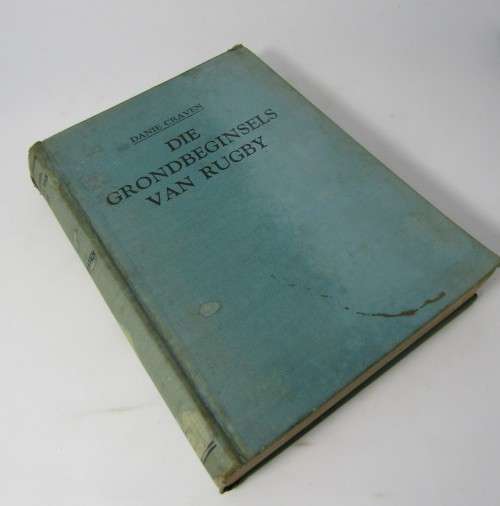 DANIE CRAVEN
DIE
GRONDBEGINSELS
VAN RUGBY